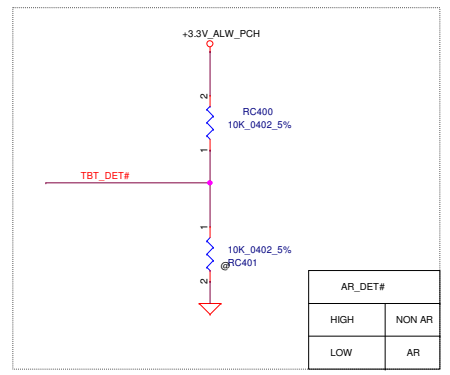 +3.3V_ALW_PCH
2
RC400
10K_0402_5%
1
TBT_DET#
1
10K_0402_5%
@RC401
2
AR_DET#
HIGH NON AR
LOW AR